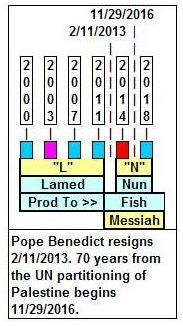 11/29/2016
2/11/2013
2000
2003
2007
2011
2014
2018
"L" "N"
Lamed Nun
Prod To >> Fish
Messiah
Pope Benedict resigns
2/11/2013. 70 years from
the UN partitioning of
Palestine begins
11/29/2016.